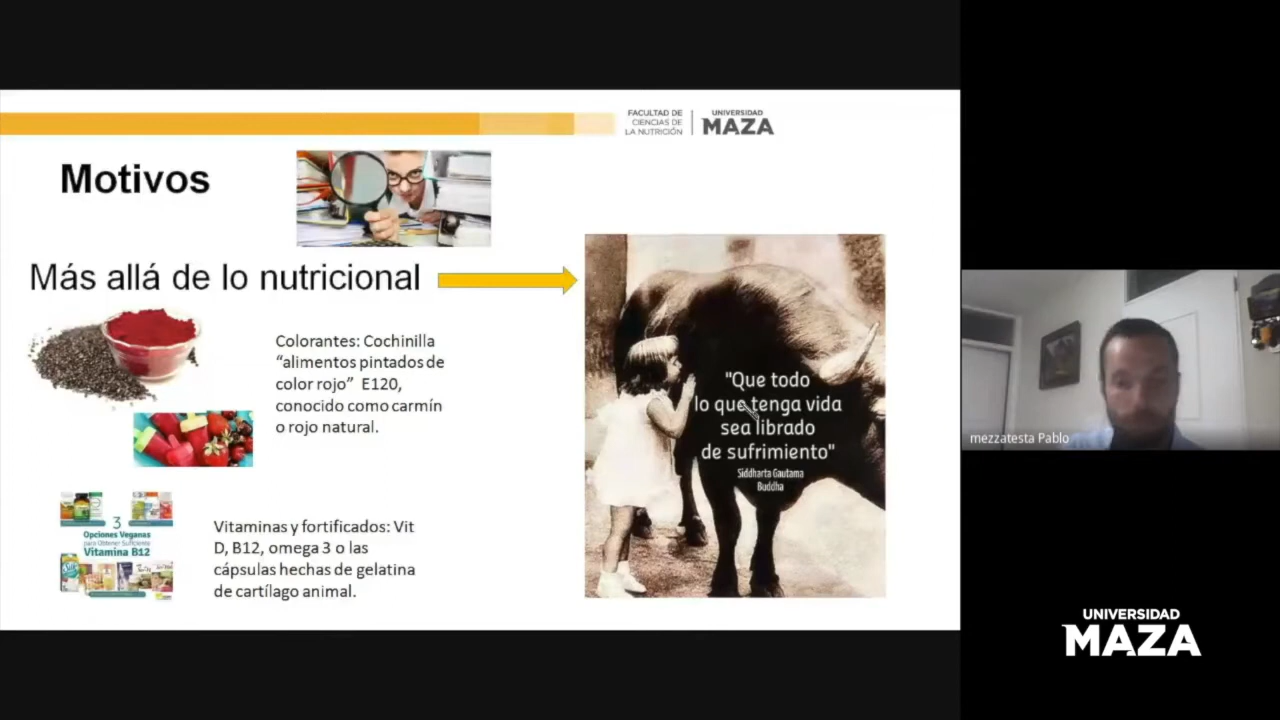 FACULTAD DE
CIENCIAS DE
LA NUTRICIÓN
UNIVERSIDAD
MAZA
Motivos
Más allá de lo nutricional
Colorantes: Cochinilla
“alimentos pintados de
color rojo” E120,
conocido como carmín
o rojo natural.
3
Opciones Veganas
para Obtener Suficiente
Vitamina B12
Silk
Vitaminas y fortificados: Vit
D, B12, omega 3 o las
cápsulas hechas de gelatina
de cartílago animal.
"Que todo
lo que tenga vida
sea librado
de sufrimiento"
Siddharta Gautama
Buddha
mezzatesta Pablo
UNIVERSIDAD
MAZA